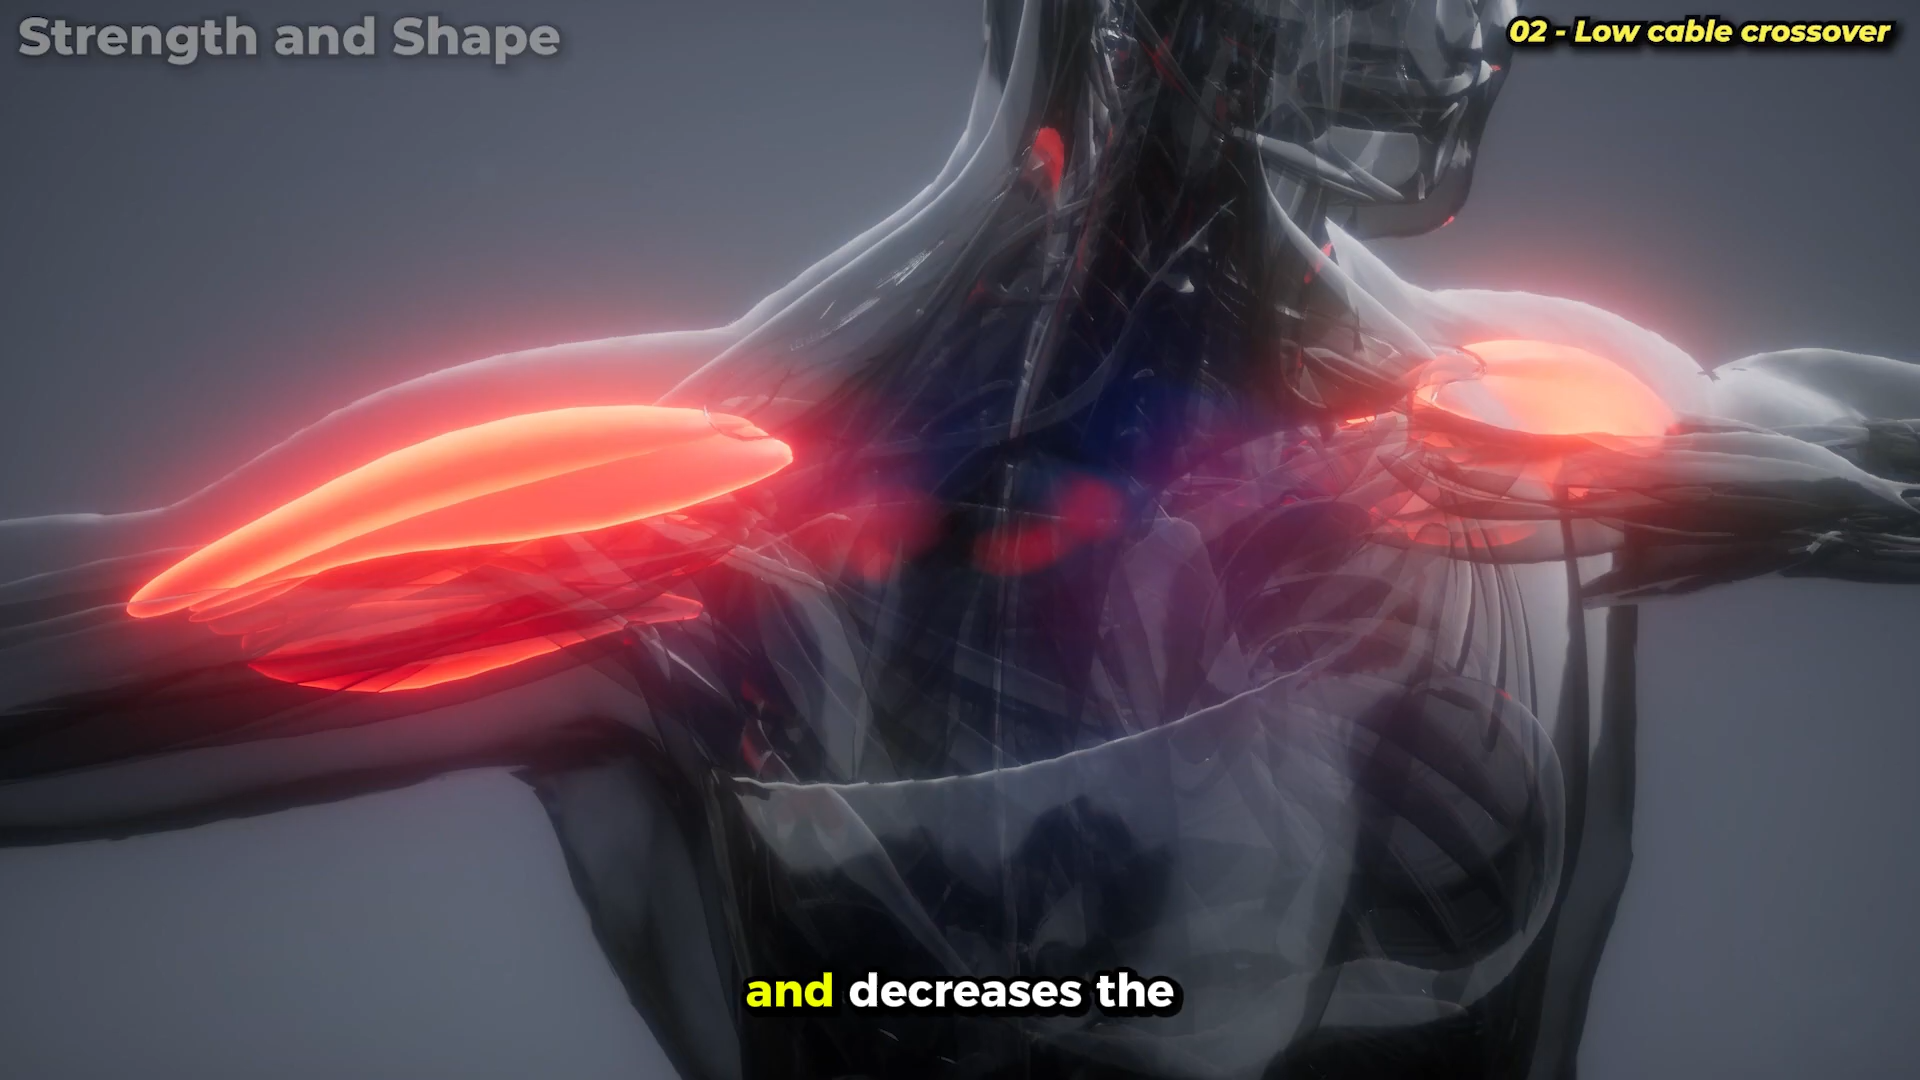 Strength and Shape
02 - Low cable crossover
and decreases the